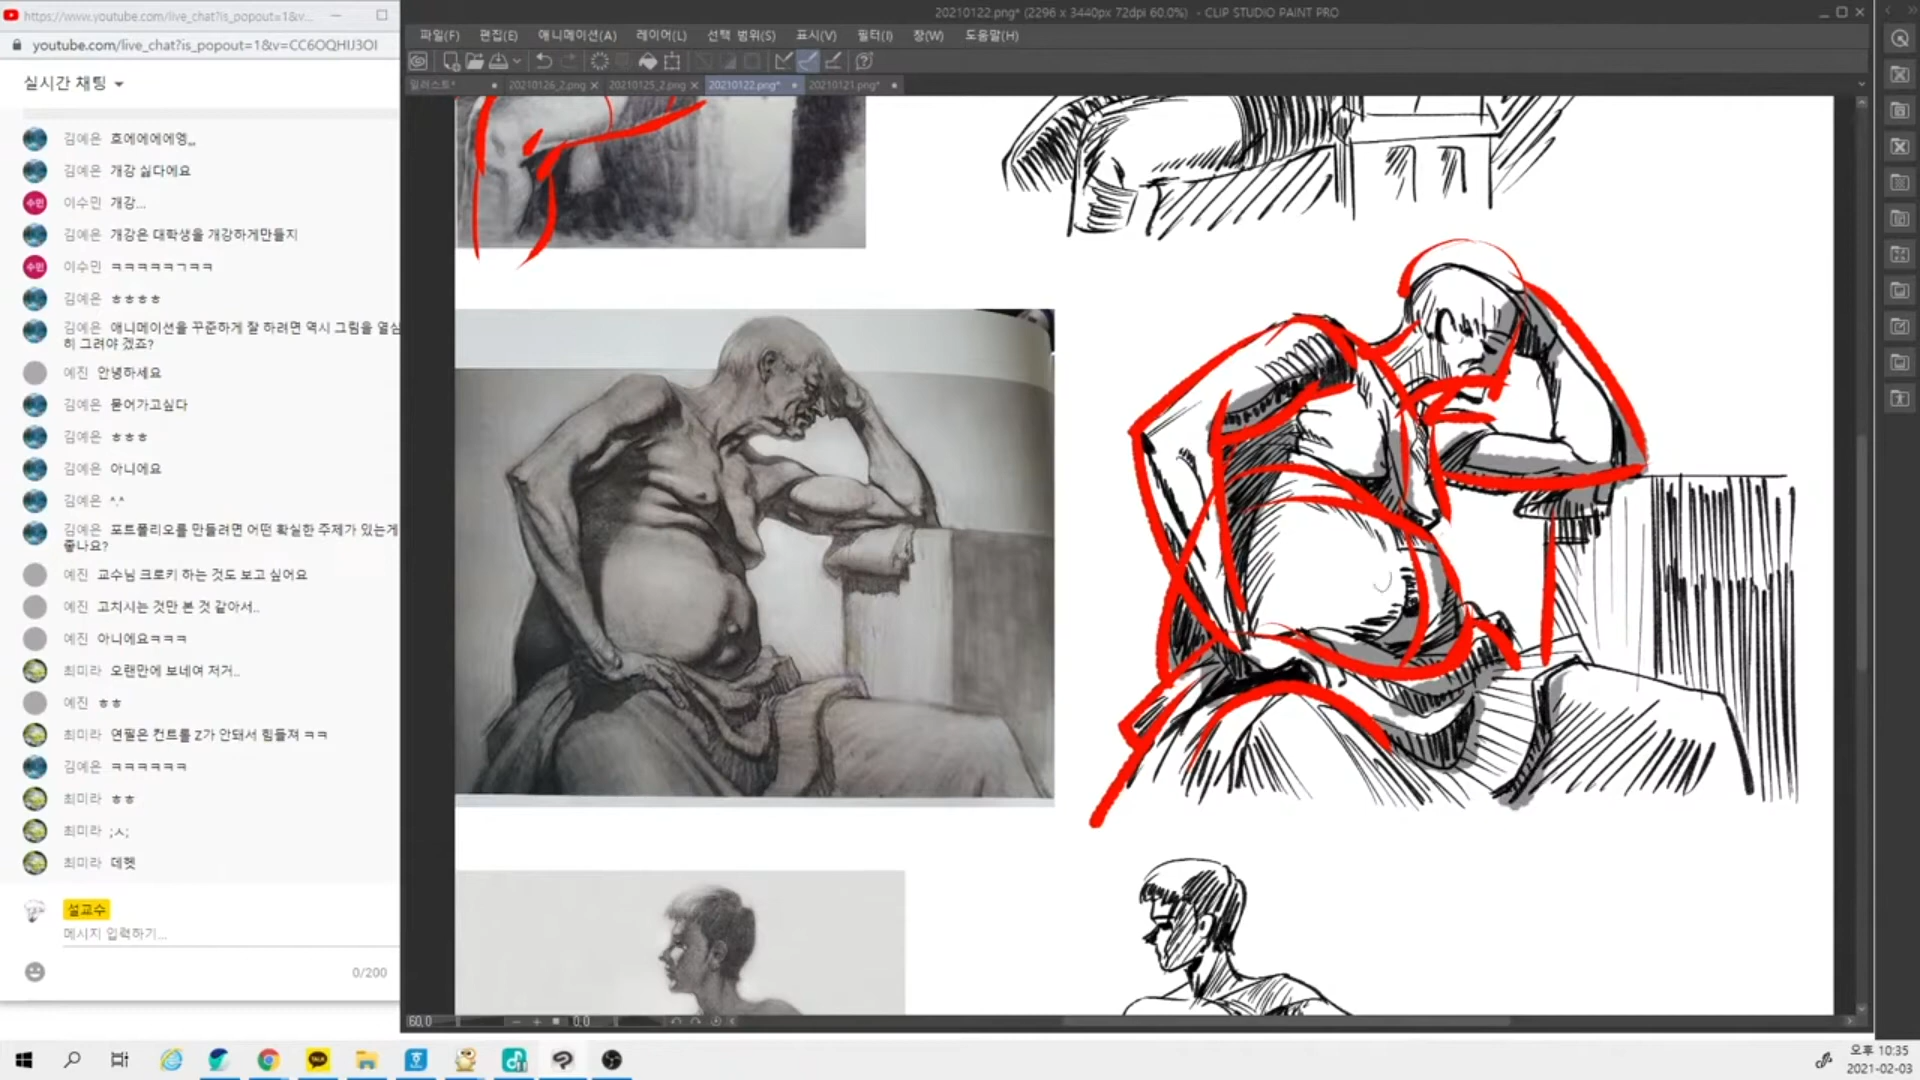 https://www.youtube.com/live_chat?is_popout=1&v...
youtube.com/live_chat?is_popout=1&v=CC6OQHIJ3OI
실시간 채팅
김예은 흐에에에에엥,,,
김예은 개강 싫다에요
수민 이수민 개강...
김예은 개강은 대학생을 개강하게만들지
수민 이수민 ㅋㅋㅋㅋㅋㄱㅋㅋ
김예은 ㅎㅎㅎㅎ
김예은 애니메이션을 꾸준하게 잘 하려면 역시 그림을 열심
히 그려야 겠죠?
예진 안녕하세요
김예은 묻어가고싶다
김예은 ㅎㅎㅎ
김예은 아니에요
김예은 ^.^
김예은 포트폴리오를 만들려면 어떤 확실한 주제가 있는게
좋나요?
예진 교수님 크로키 하는 것도 보고 싶어요
예진 고치시는 것만 본 것 같아서..
예진 아니에요ㅋㅋㅋ
최미라 오랜만에 보네여 저거..
예진 ㅎㅎ
최미라 연필은 컨트롤 Z가 안돼서 힘들져 ㅋㅋ
김예은 ㅋㅋㅋㅋㅋㅋ
최미라 ㅎㅎ
최미라 ;ㅅ;
최미라 데헷
설교수
메시지 입력하기...
0/200
20210122.png* (2296 x 3440px 72dpi 60.0%) - CLIP STUDIO PAINT PRO
파일(F) 편집(E) 애니메이션(A) 레이어(L) 선택 범위(S) 표시(V) 필터(I) 창(W) 도움말(H)
일러스트* 20210126_2.png 20210125_2.png 20210122.png* 20210121.png*
60.0 0.0
TALK
오후 10:35
2021-02-03